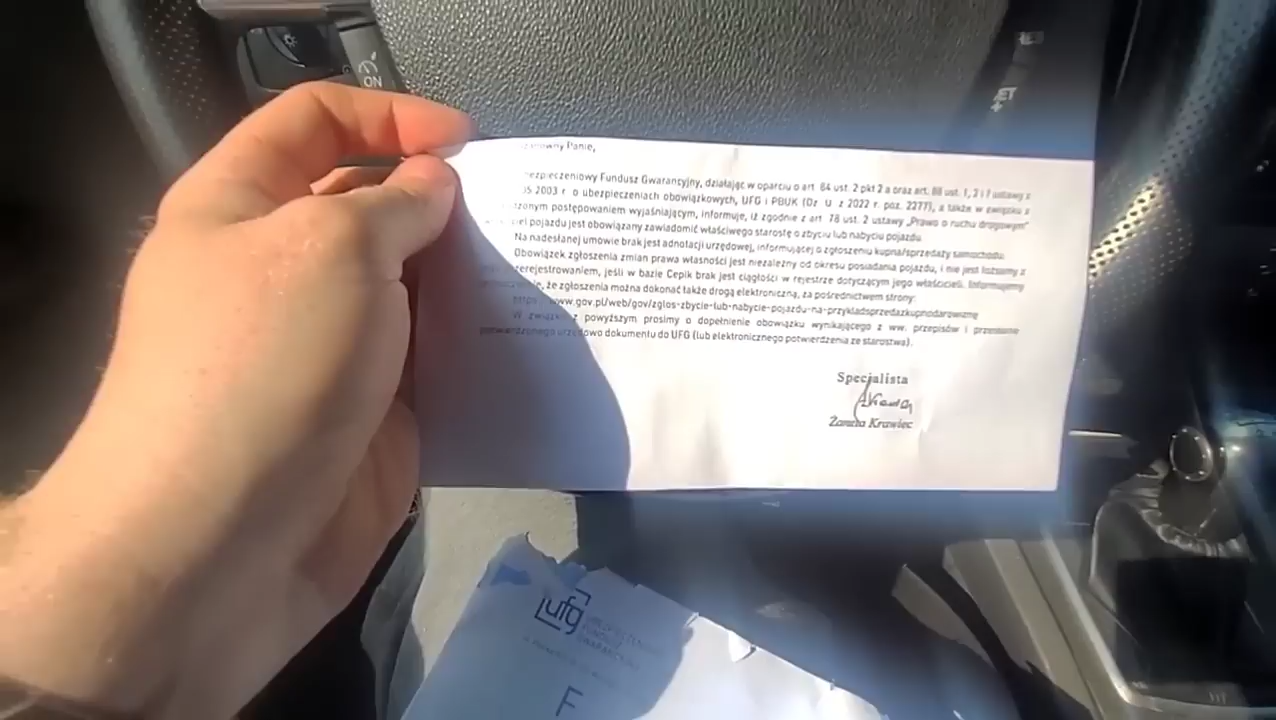 ON
Szanowny Panie,
Ubezpieczeniowy Fundusz Gwarancyjny, działając w oparciu o art. 84 ust. 2 pkt 2 a oraz art. 88 ust. 1, 2 i 7 ustawy z
05.2003 r. o ubezpieczeniach obowiązkowych, UFG i PBUK (Dz. U. z 2022 r. poz. 2277), a także w związku z
postępowaniem wyjaśniającym, informuje, iż zgodnie z art. 78 ust. 2 ustawy „Prawo o ruchu drogowym"
pojazdu jest obowiązany zawiadomić właściwego starostę o zbyciu lub nabyciu pojazdu.
Na nadesłanej umowie brak jest adnotacji urzędowej, informującej o zgłoszeniu kupna/sprzedaży samochodu.
Obowiązek zgłoszenia zmian prawa własności jest niezależny od okresu posiadania pojazdu, i nie jest tożsamy z
zerejestrowaniem, jeśli w bazie Cepik brak jest ciągłości w rejestrze dotyczącym jego właścicieli. Informujemy
że zgłoszenia można dokonać także drogą elektroniczną, za pośrednictwem strony:
https://www.gov.pl/web/gov/zglos-zbycie-lub-nabycie-pojazdu-na-przykladsprzedazkupnodarowizne
W związku z powyższym prosimy o dopełnienie obowiązku wynikającego z ww. przepisów i przesłanie
potwierdzonego urzędowo dokumentu do UFG (lub elektronicznego potwierdzenia ze starostwa).
Specjalista
Żaneta Krawiec
ufg
F